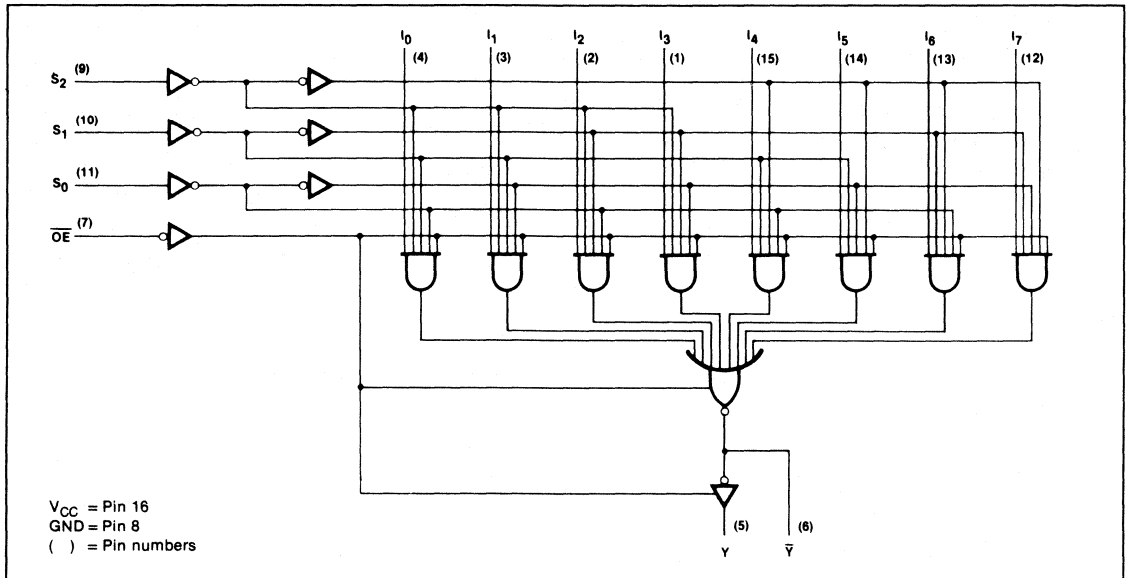 I0 I1 I2 I3 I4 I5 I6 I7
(4) (3) (2) (1) (15) (14) (13) (12)
S2 (9)
S1 (10)
S0 (11)
O̅E̅ (7)
VCC = Pin 16
GND = Pin 8
( ) = Pin numbers
(5) (6)
Y Y̅